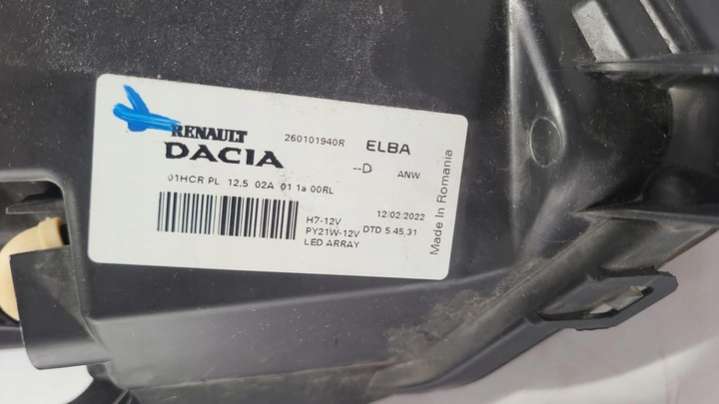 RENAULT
DACIA
260101940R ELBA
--D ANW
01HCR PL 12,5 02A 01 1a 00RL
12/02/2022
H7-12V
PY21W-12V DTD 5.45.31
LED ARRAY
Made In Romania